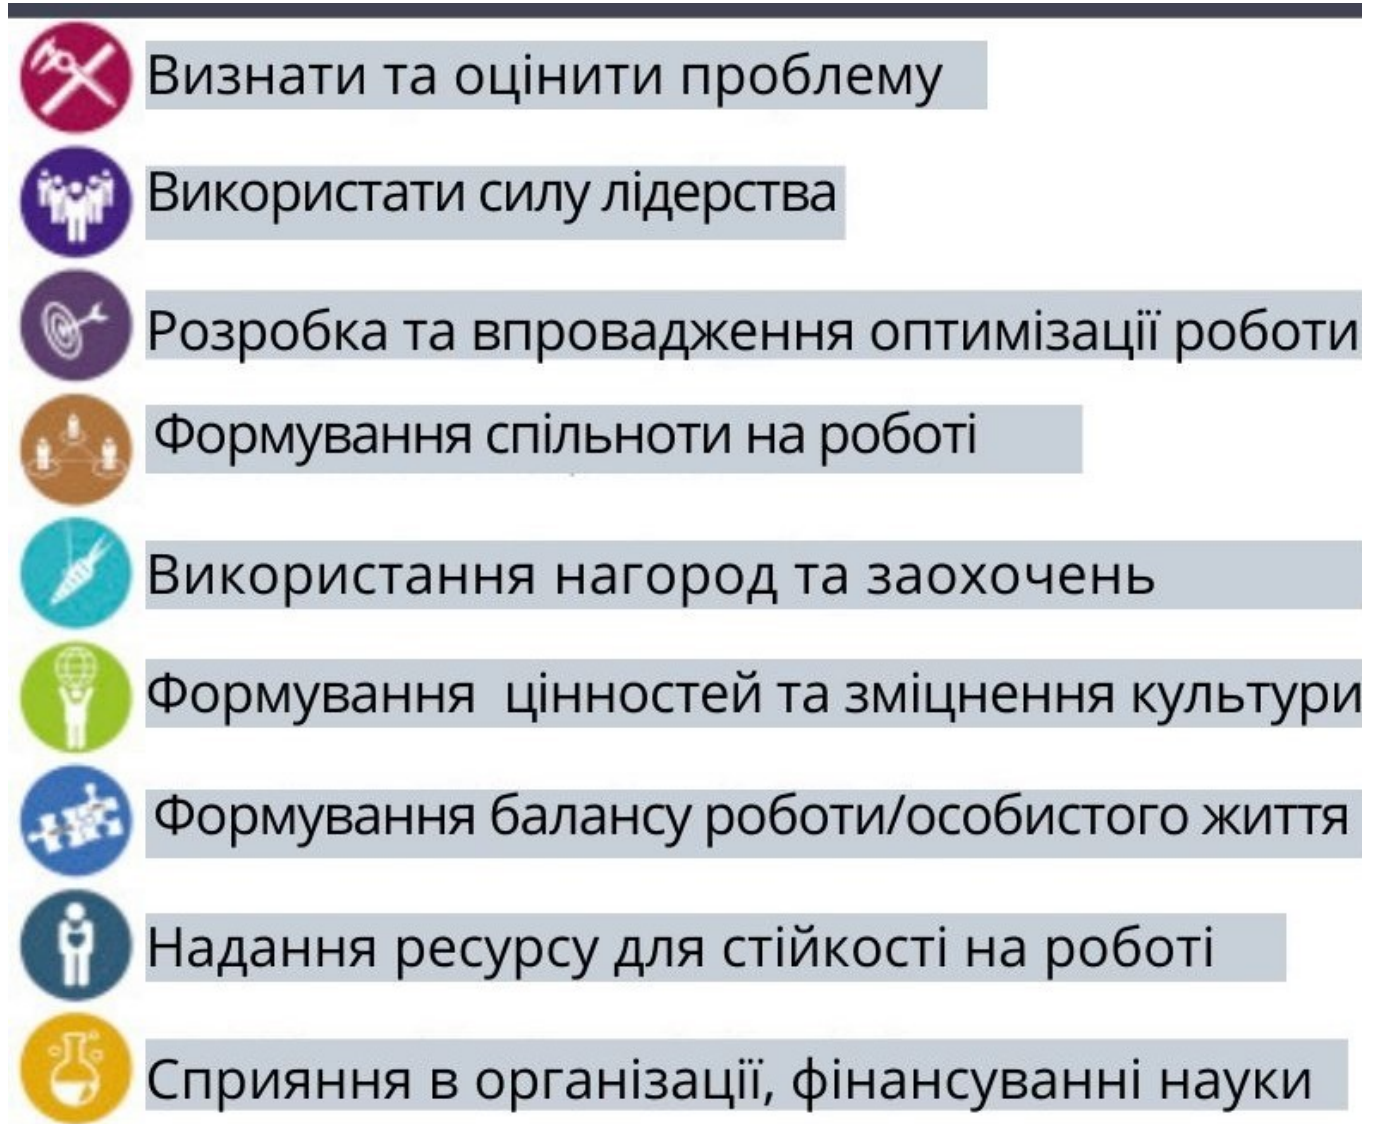 Визнати та оцінити проблему
Використати силу лідерства
Розробка та впровадження оптимізації роботи
Формування спільноти на роботі
Використання нагород та заохочень
Формування  цінностей та зміцнення культури
Формування балансу роботи/особистого життя
Надання ресурсу для стійкості на роботі
Сприяння в організації, фінансуванні науки